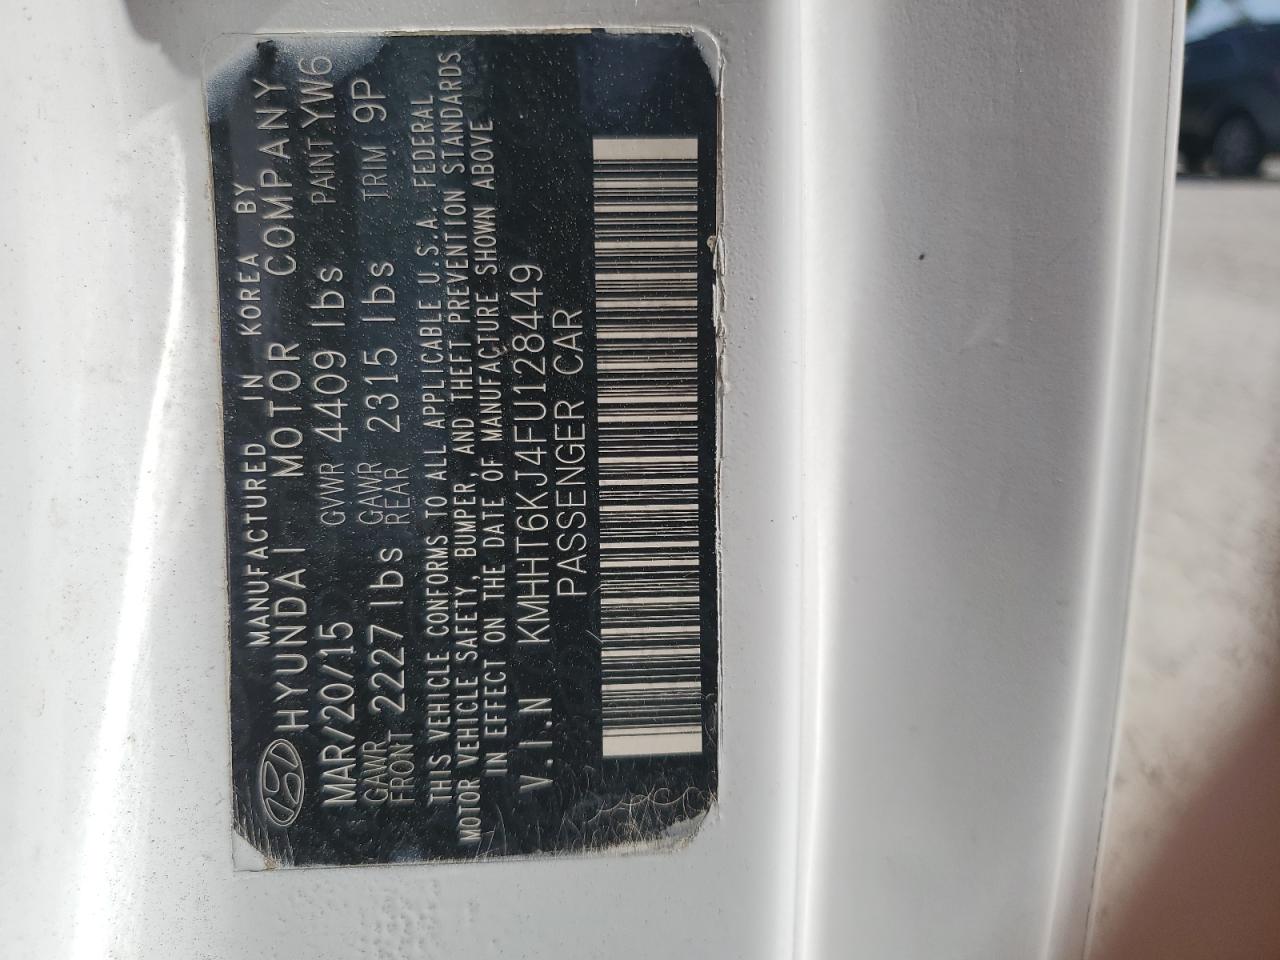 MANUFACTURED IN KOREA BY
HYUNDAI MOTOR COMPANY
MAR/20/15 GVWR 4409 lbs PAINT YW6
GAWR FRONT 2227 lbs GAWR REAR 2315 lbs TRIM 9P
THIS VEHICLE CONFORMS TO ALL APPLICABLE U.S.A. FEDERAL
MOTOR VEHICLE SAFETY, BUMPER, AND THEFT PREVENTION STANDARDS
IN EFFECT ON THE DATE OF MANUFACTURE SHOWN ABOVE
V.I.N KMHHT6KJ4FU128449
PASSENGER CAR